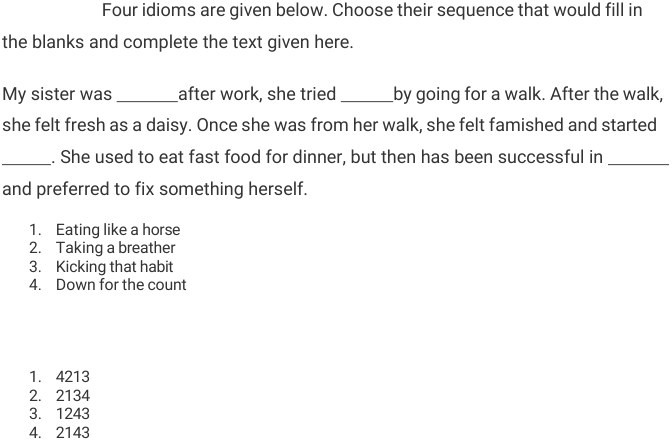 Four idioms are given below. Choose their sequence that would fill in
the blanks and complete the text given here.
My sister was _______after work, she tried ______by going for a walk. After the walk,
she felt fresh as a daisy. Once she was from her walk, she felt famished and started
______. She used to eat fast food for dinner, but then has been successful in _______
and preferred to fix something herself.
1. Eating like a horse
2. Taking a breather
3. Kicking that habit
4. Down for the count
1. 4213
2. 2134
3. 1243
4. 2143